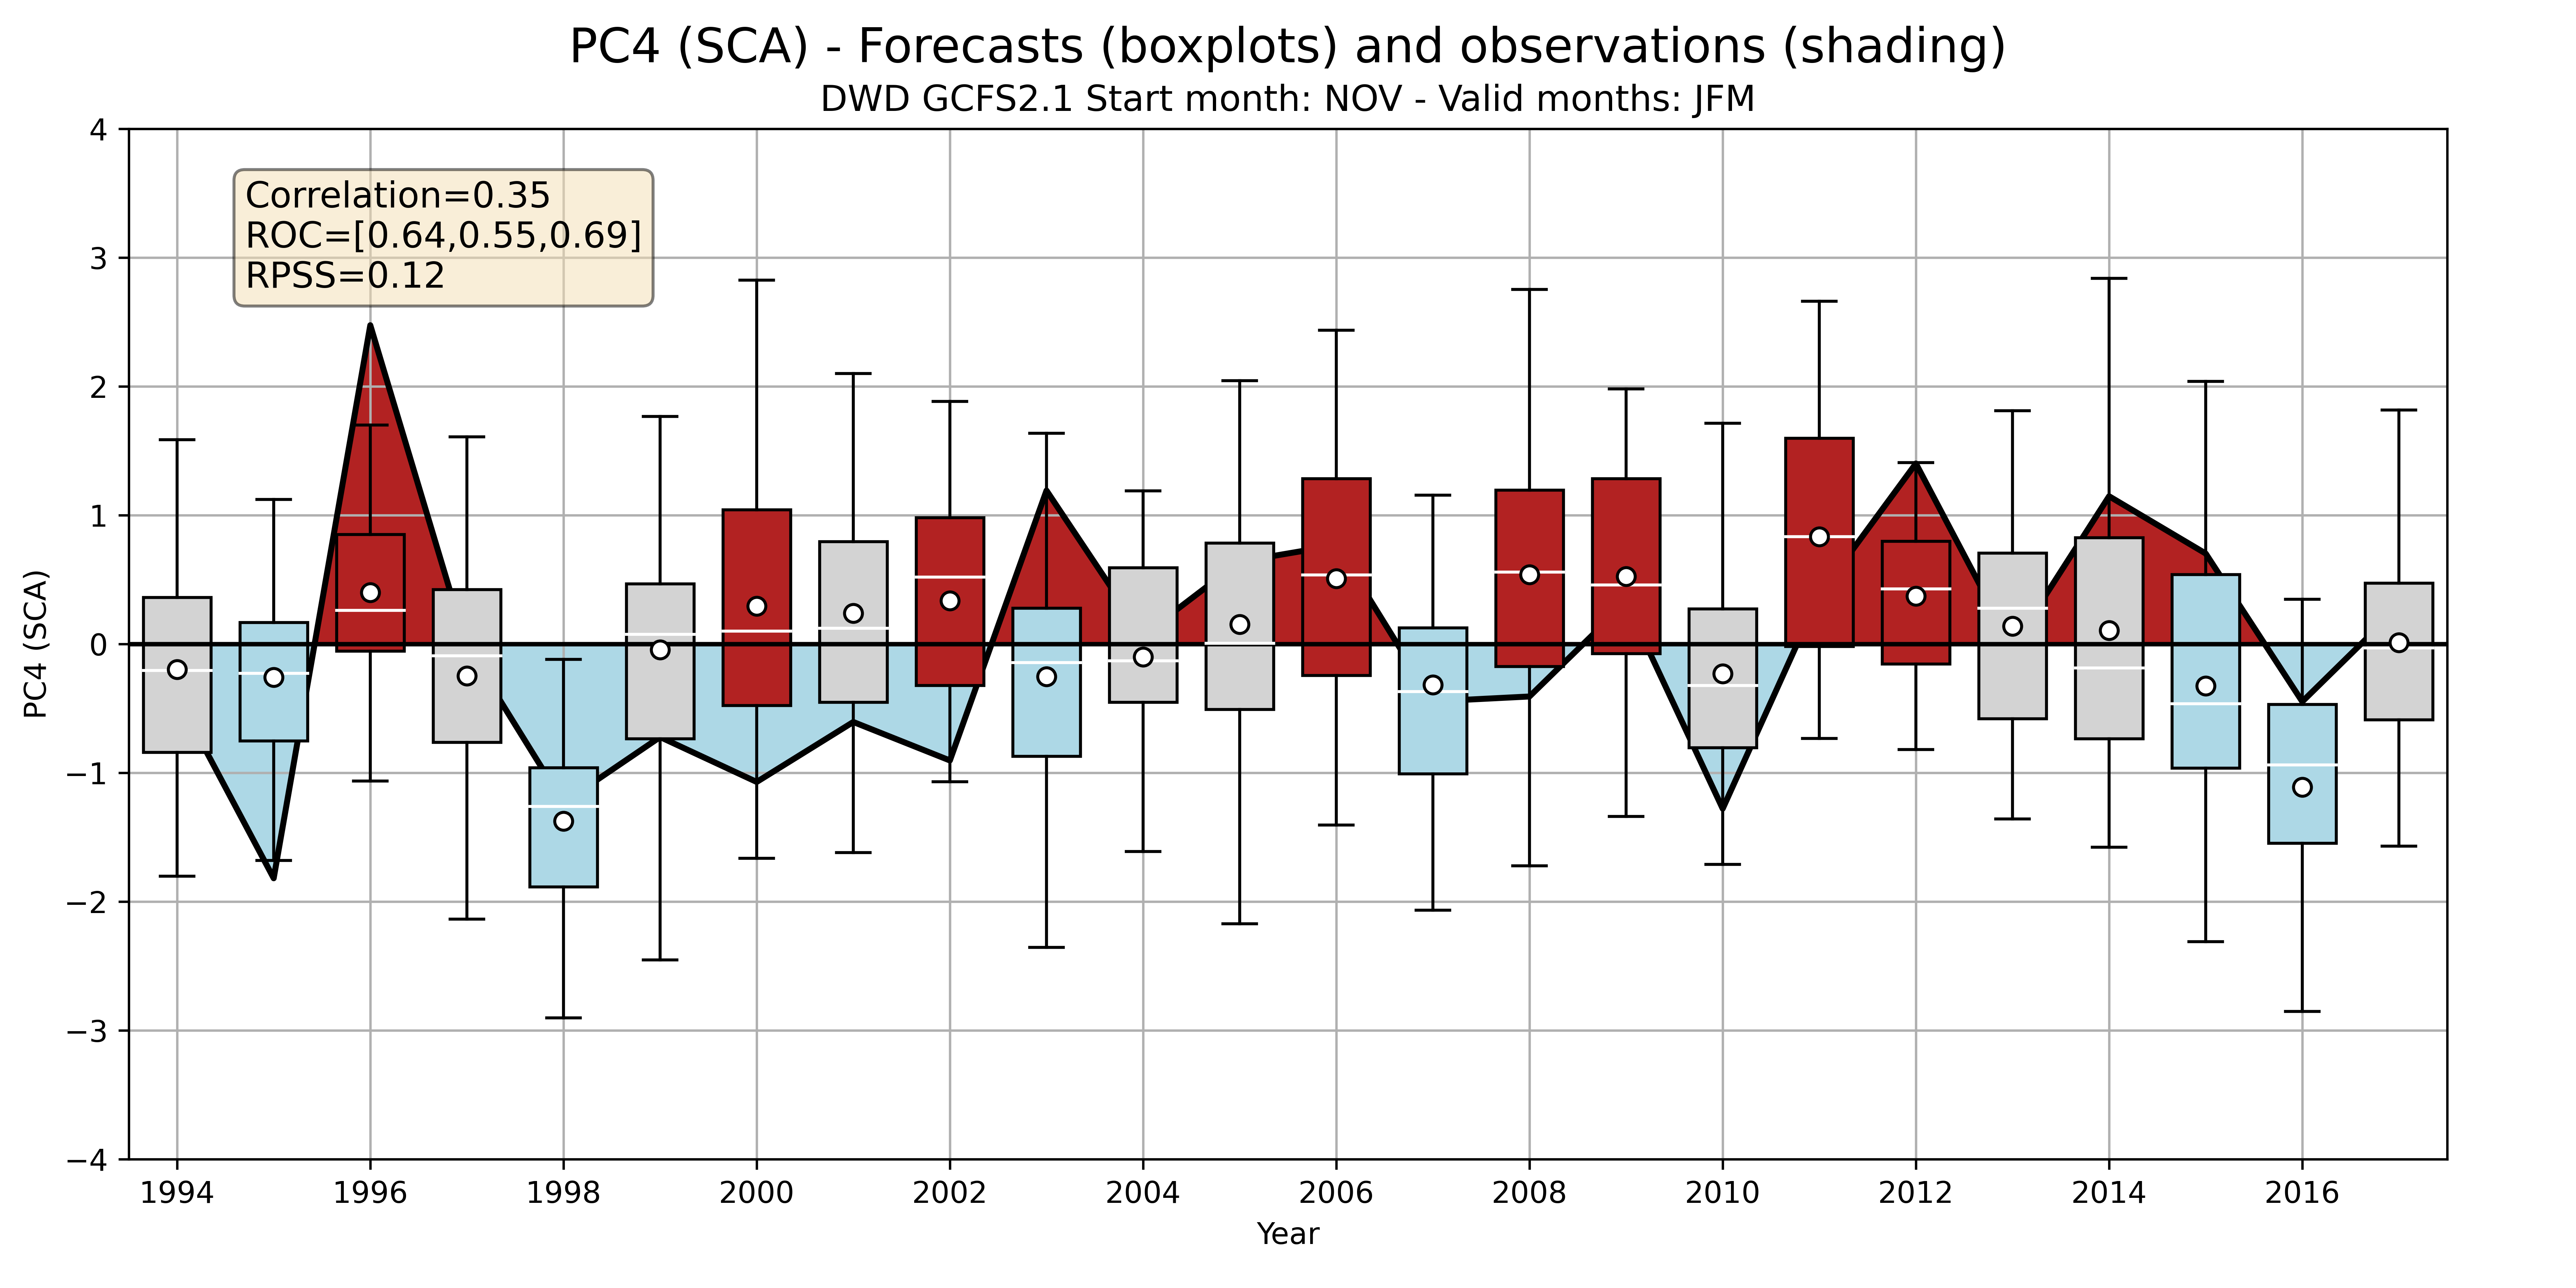 PC4 (SCA) - Forecasts (boxplots) and observations (shading)
DWD GCFS2.1 Start month: NOV - Valid months: JFM
Correlation=0.35
ROC=[0.64,0.55,0.69]
RPSS=0.12
PC4 (SCA)
4
3
2
1
0
−1
−2
−3
−4
1994 1996 1998 2000 2002 2004 2006 2008 2010 2012 2014 2016
Year